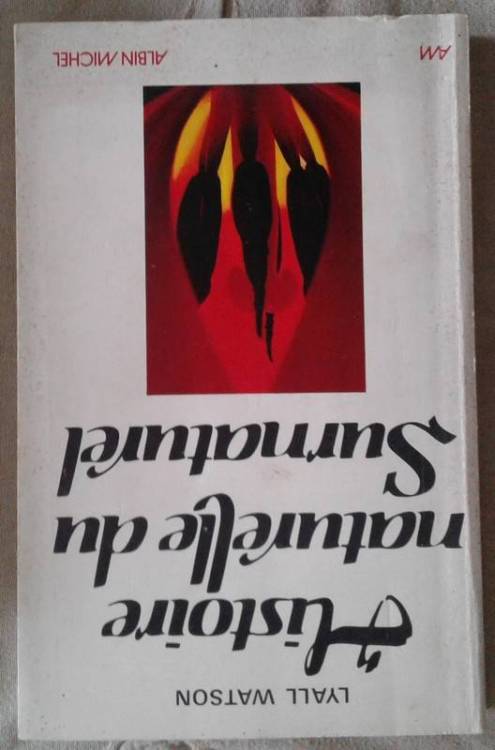 LYALL WATSON
Histoire
naturelle du
Surnaturel
AM
ALBIN MICHEL